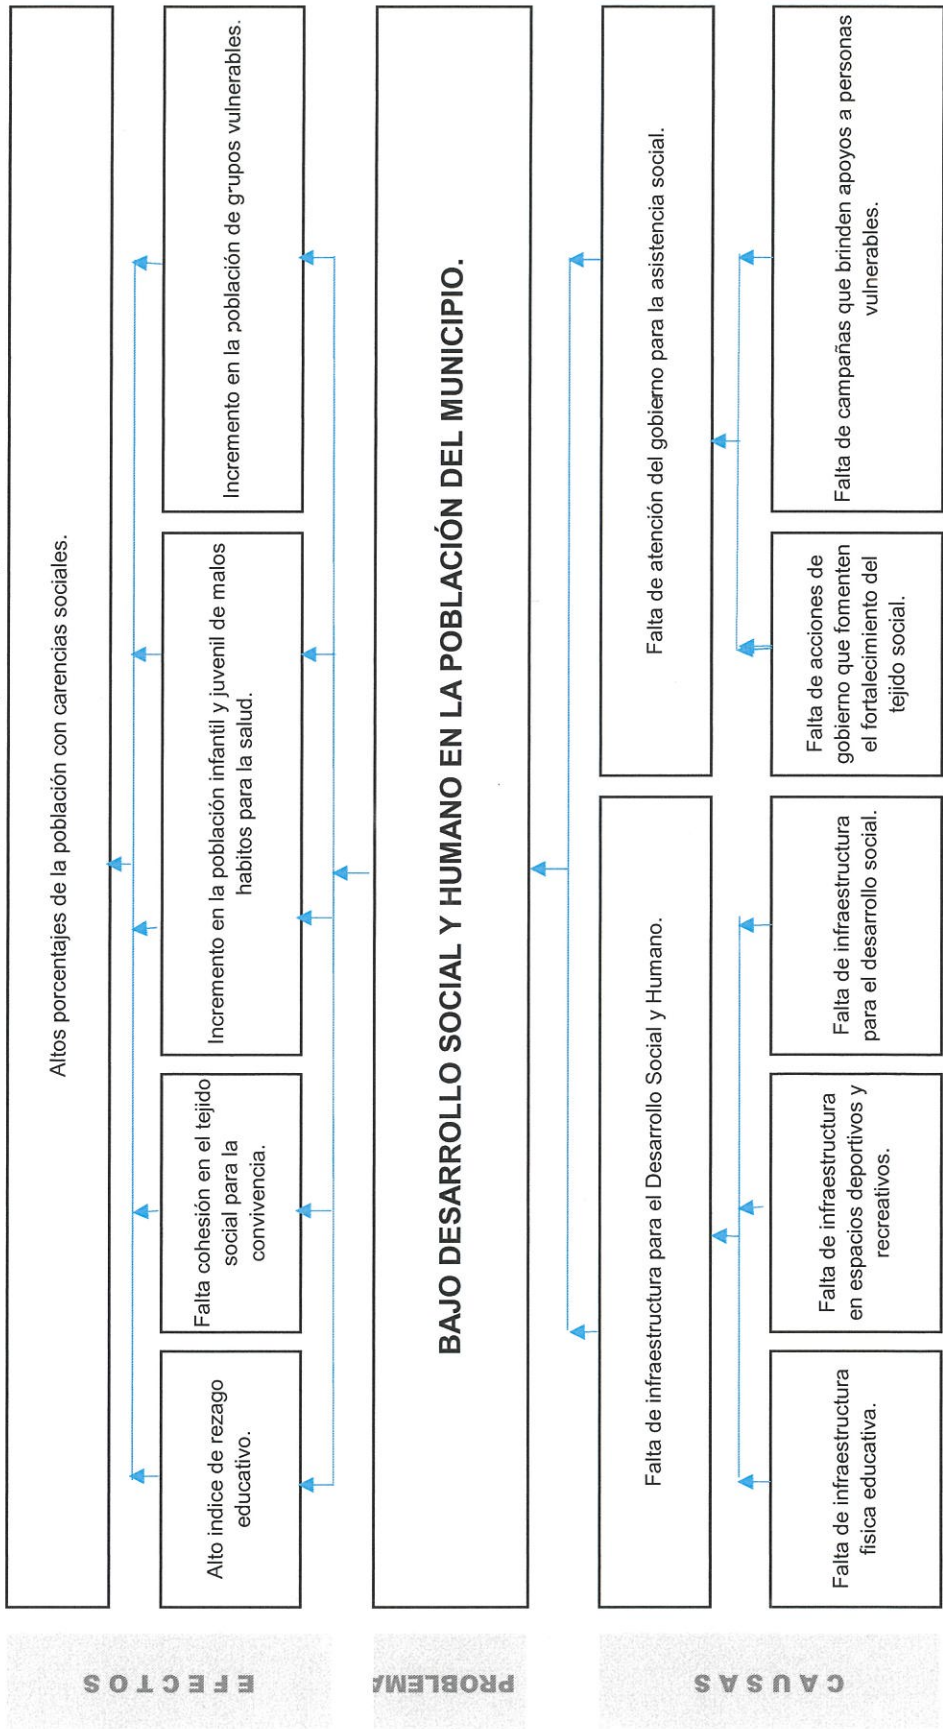 EFECTOS
Altos porcentajes de la población con carencias sociales.
Alto indice de rezago
educativo.
Falta cohesión en el tejido
social para la
convivencia.
Incremento en la población infantil y juvenil de malos
habitos para la salud.
Incremento en la población de grupos vulnerables.
PROBLEMA
BAJO DESARROLLO SOCIAL Y HUMANO EN LA POBLACIÓN DEL MUNICIPIO.
CAUSAS
Falta de infraestructura para el Desarrollo Social y Humano.
Falta de atención del gobierno para la asistencia social.
Falta de infraestructura
fisica educativa.
Falta de infraestructura
en espacios deportivos y
recreativos.
Falta de infraestructura
para el desarrollo social.
Falta de acciones de
gobierno que fomenten
el fortalecimiento del
tejido social.
Falta de campañas que brinden apoyos a personas
vulnerables.